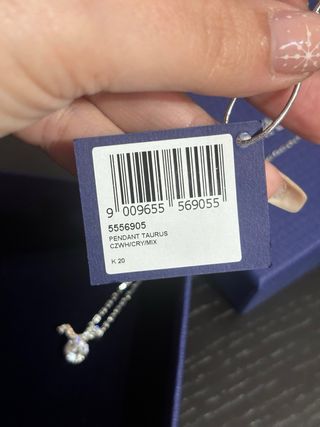 9 009655 569055
5556905
PENDANT TAURUS
CZWH/CRY/MIX
K 20